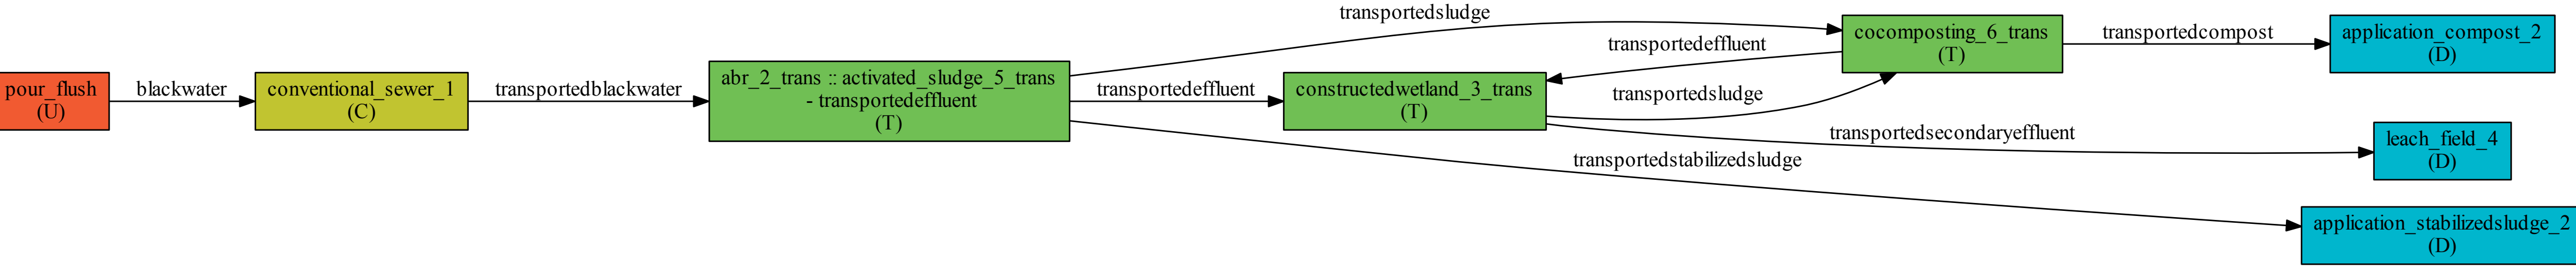 pour_flush
(U)
blackwater
conventional_sewer_1
(C)
transportedblackwater
abr_2_trans :: activated_sludge_5_trans
- transportedeffluent
(T)
transportedsludge
transportedeffluent
transportedstabilizedsludge
constructedwetland_3_trans
(T)
transportedeffluent
transportedsludge
transportedsecondaryeffluent
cocomposting_6_trans
(T)
transportedcompost
application_compost_2
(D)
leach_field_4
(D)
application_stabilizedsludge_2
(D)